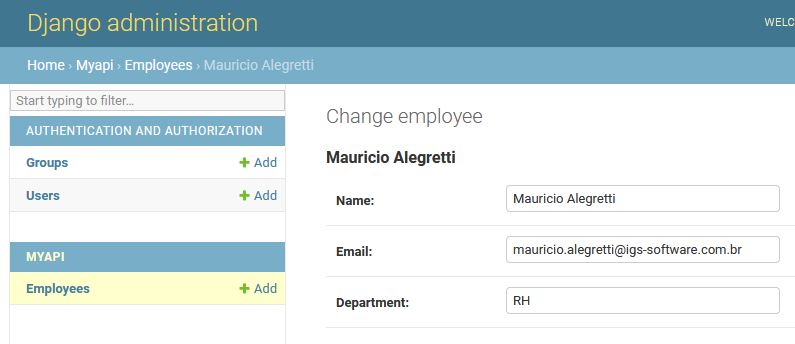 Django administration
WELC
Home › Myapi › Employees › Mauricio Alegretti
Start typing to filter…
AUTHENTICATION AND AUTHORIZATION
Groups + Add
Users + Add
MYAPI
Employees + Add
Change employee
Mauricio Alegretti
Name: Mauricio Alegretti
Email: mauricio.alegretti@igs-software.com.br
Department: RH